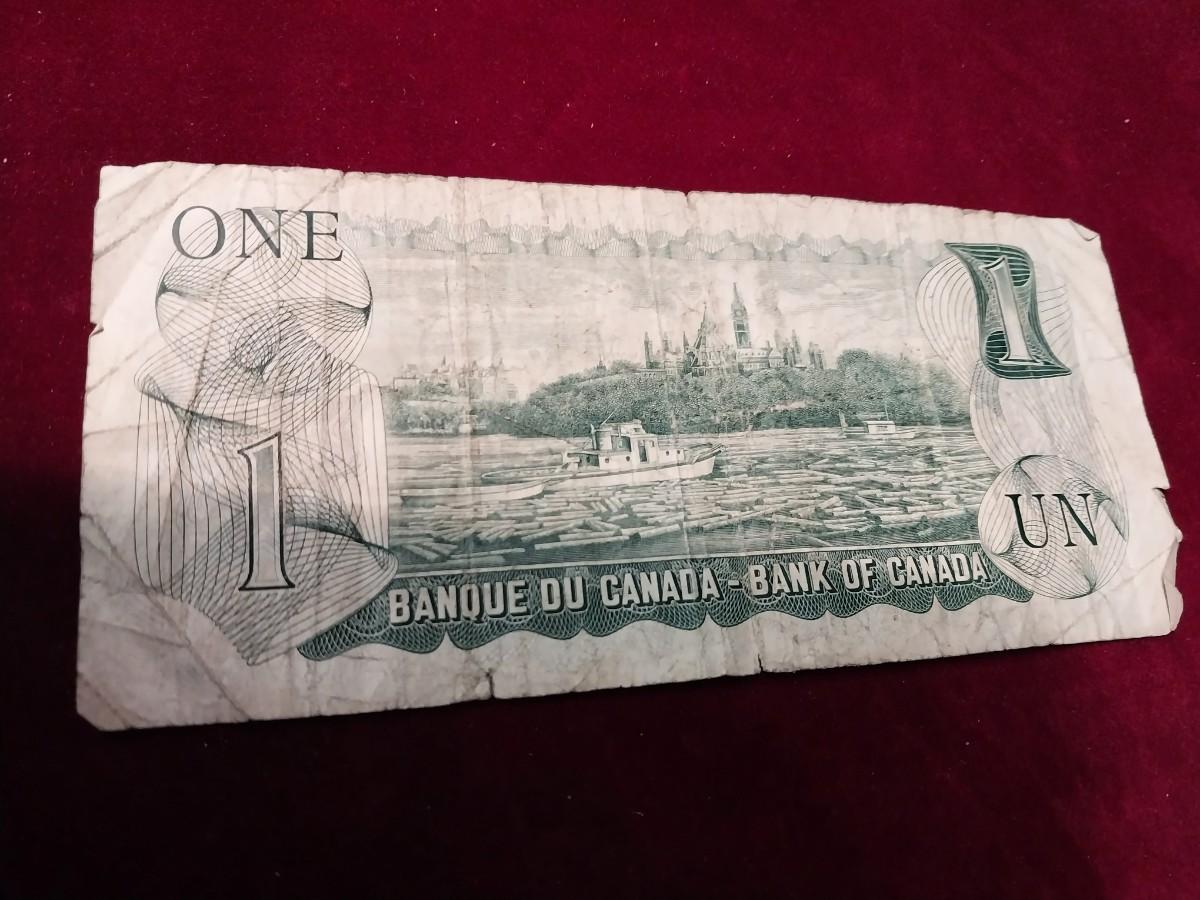 ONE
1
1
UN
BANQUE DU CANADA - BANK OF CANADA